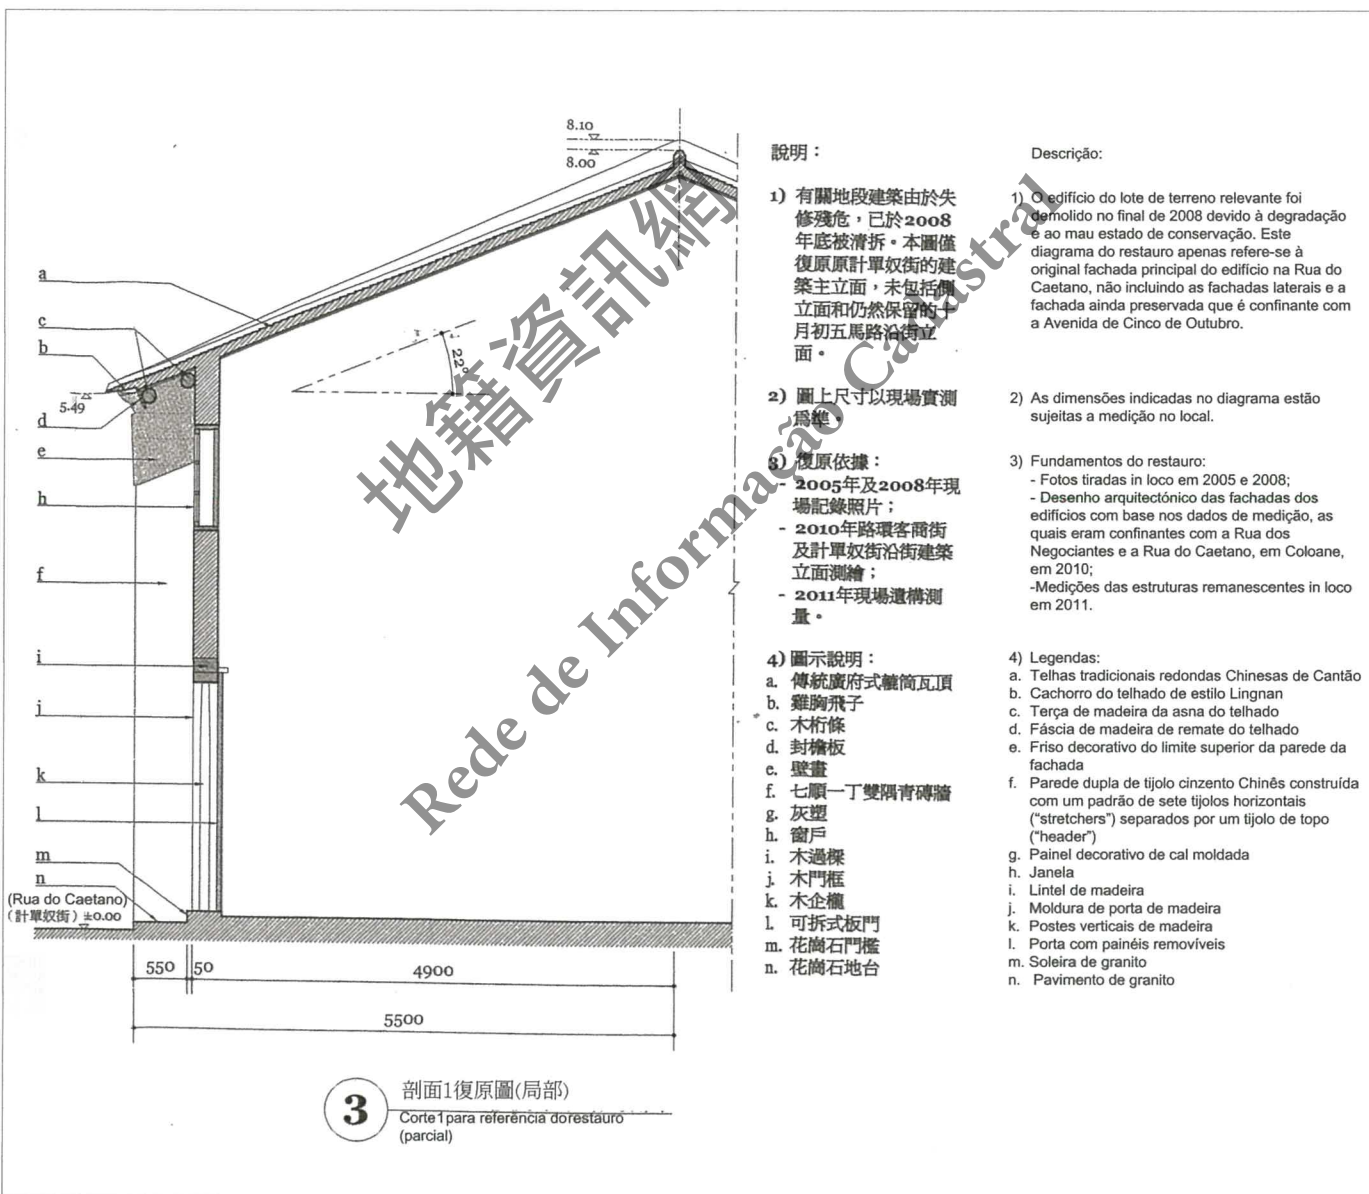 8.10
8.00
a
c
b
5.49
d
e
h
f
i
j
k
l
m
n
22°
(Rua do Caetano)
(計單奴街) ±0.00
550
50
4900
5500
3
剖面1復原圖(局部)
Corte1para referência dorestauro
(parcial)
說明：
1) 有關地段建築由於失
修殘危，已於2008
年底被清拆。本圖僅
復原原計單奴街的建
築主立面，未包括側
立面和仍然保留的十
月初五馬路沿街立
面。
2) 圖上尺寸以現場實測
為準。
3) 復原依據：
- 2005年及2008年現
場記錄照片；
- 2010年路環客商街
及計單奴街沿街建築
立面測繪；
- 2011年現場遺構測
量。
4) 圖示說明：
a. 傳統廣府式轆筒瓦頂
b. 雞胸飛子
c. 木桁條
d. 封檐板
e. 壁畫
f. 七順一丁雙隅青磚牆
g. 灰塑
h. 窗戶
i. 木過樑
j. 木門框
k. 木企櫳
l. 可拆式板門
m. 花崗石門檻
n. 花崗石地台
Descrição:
1) O edifício do lote de terreno relevante foi
demolido no final de 2008 devido à degradação
e ao mau estado de conservação. Este
diagrama do restauro apenas refere-se à
original fachada principal do edifício na Rua do
Caetano, não incluindo as fachadas laterais e a
fachada ainda preservada que é confinante com
a Avenida de Cinco de Outubro.
2) As dimensões indicadas no diagrama estão
sujeitas a medição no local.
3) Fundamentos do restauro:
- Fotos tiradas in loco em 2005 e 2008;
- Desenho arquitectónico das fachadas dos
edifícios com base nos dados de medição, as
quais eram confinantes com a Rua dos
Negociantes e a Rua do Caetano, em Coloane,
em 2010;
-Medições das estruturas remanescentes in loco
em 2011.
4) Legendas:
a. Telhas tradicionais redondas Chinesas de Cantão
b. Cachorro do telhado de estilo Lingnan
c. Terça de madeira da asna do telhado
d. Fáscia de madeira de remate do telhado
e. Friso decorativo do limite superior da parede da
fachada
f. Parede dupla de tijolo cinzento Chinês construída
com um padrão de sete tijolos horizontais
("stretchers") separados por um tijolo de topo
("header")
g. Painel decorativo de cal moldada
h. Janela
i. Lintel de madeira
j. Moldura de porta de madeira
k. Postes verticais de madeira
l. Porta com painéis removíveis
m. Soleira de granito
n. Pavimento de granito
地籍資訊網
Rede de Informação Cadastral